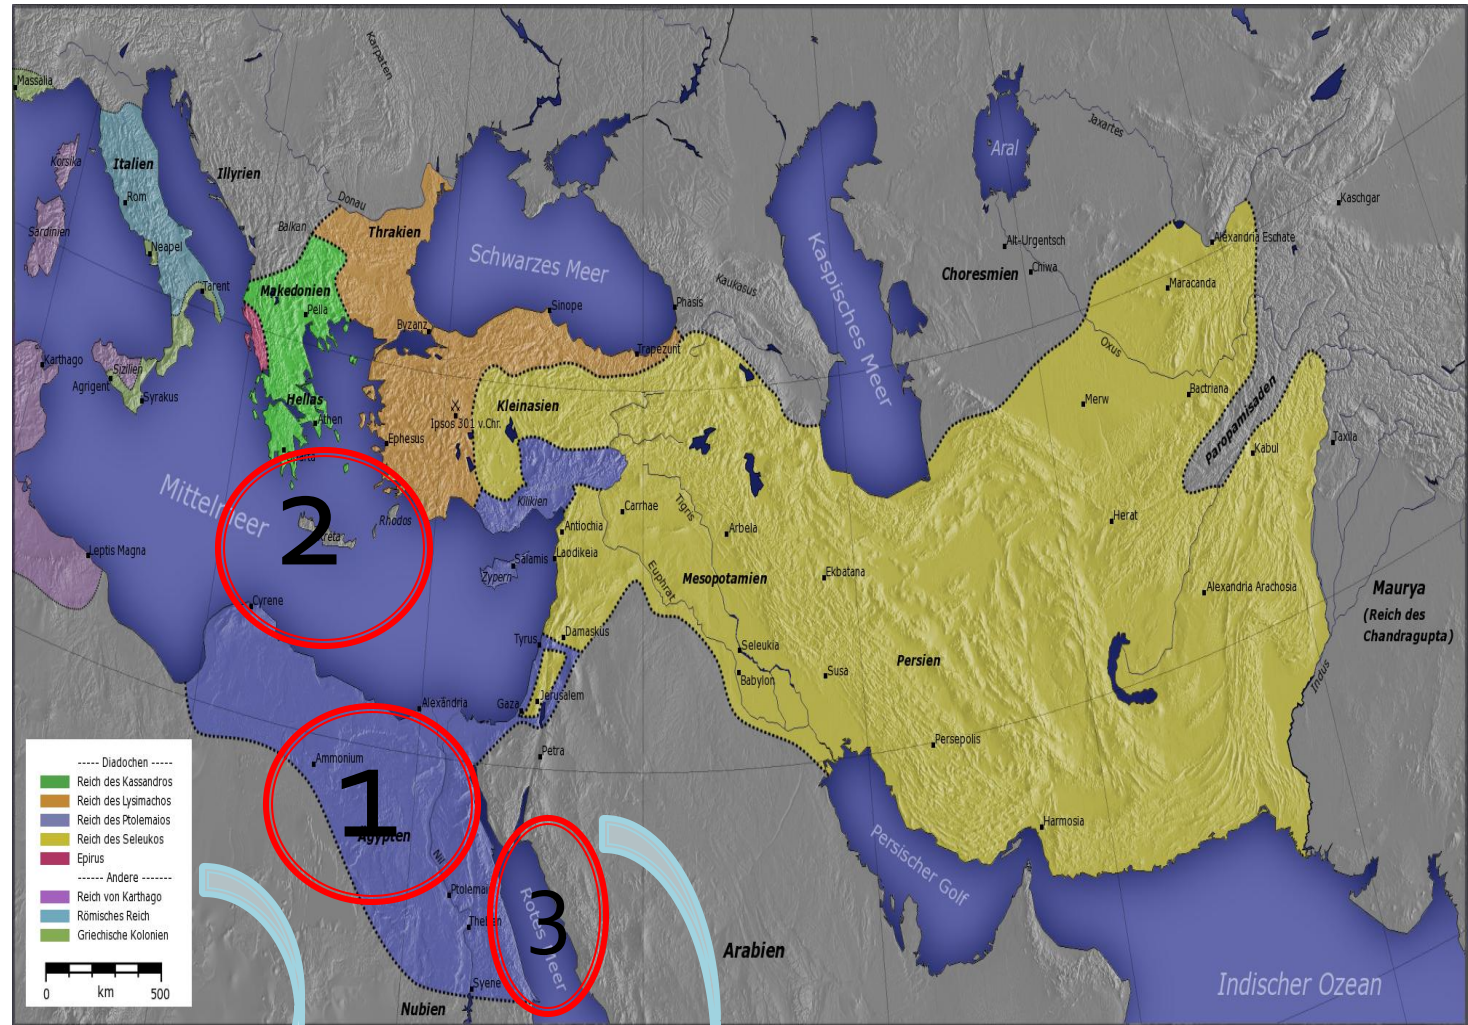 Massalia
Karpaten
Korsika
Italien
Rom
Illyrien
Sardinien
Neapel
Tarent
Balkan
Donau
Thrakien
Makedonien
Pella
Byzanz
Schwarzes Meer
Sinope
Phasis
Trapezunt
Kaukasus
Kaspisches Meer
Aral
Jaxartes
Kaschgar
Alt-Urgentsch
Chiwa
Choresmien
Alexandria Eschate
Maracanda
Oxus
Merw
Bactriana
Paropamisaden
Kabul
Taxila
Karthago
Sizilien
Agrigent
Syrakus
Hellas
Athen
Ephesus
Ipsos 301 v.Chr.
Kleinasien
Mittelmeer
2
Rhodos
Kilikien
Carrhae
Tigris
Antiochia
Arbela
Herat
Leptis Magna
Salamis
Zypern
Laodikeia
Euphrat
Mesopotamien
Ekbatana
Alexandria Arachosia
Maurya
(Reich des
Chandragupta)
Cyrene
Tyrus
Damaskus
Seleukia
Babylon
Susa
Persien
Indus
Alexandria
Gaza
Jerusalem
Petra
Persepolis
Ammonium
1
Ägypten
Nil
Harmosia
Persischer Golf
Theben
3
Rotes Meer
Syene
Nubien
Arabien
Indischer Ozean
----- Diadochen -----
Reich des Kassandros
Reich des Lysimachos
Reich des Ptolemaios
Reich des Seleukos
Epirus
------- Andere -------
Reich von Karthago
Römisches Reich
Griechische Kolonien
0 km 500